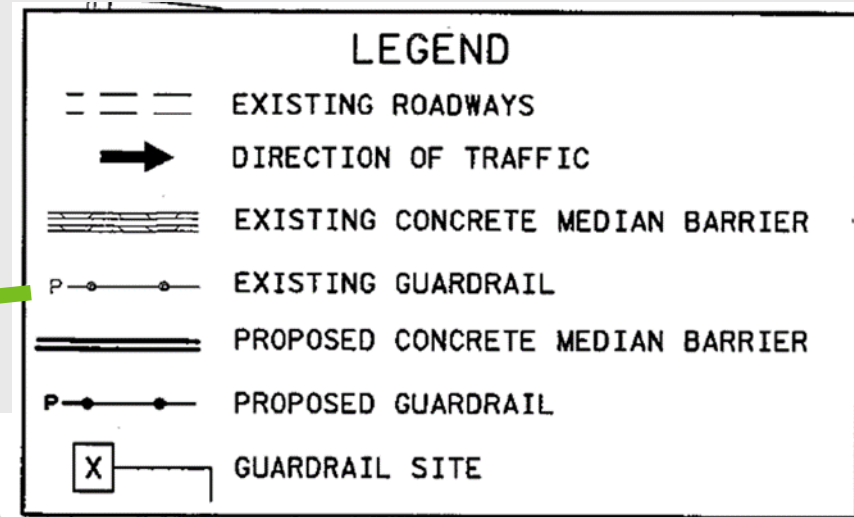 LEGEND
EXISTING ROADWAYS
DIRECTION OF TRAFFIC
EXISTING CONCRETE MEDIAN BARRIER
P EXISTING GUARDRAIL
PROPOSED CONCRETE MEDIAN BARRIER
P PROPOSED GUARDRAIL
X GUARDRAIL SITE